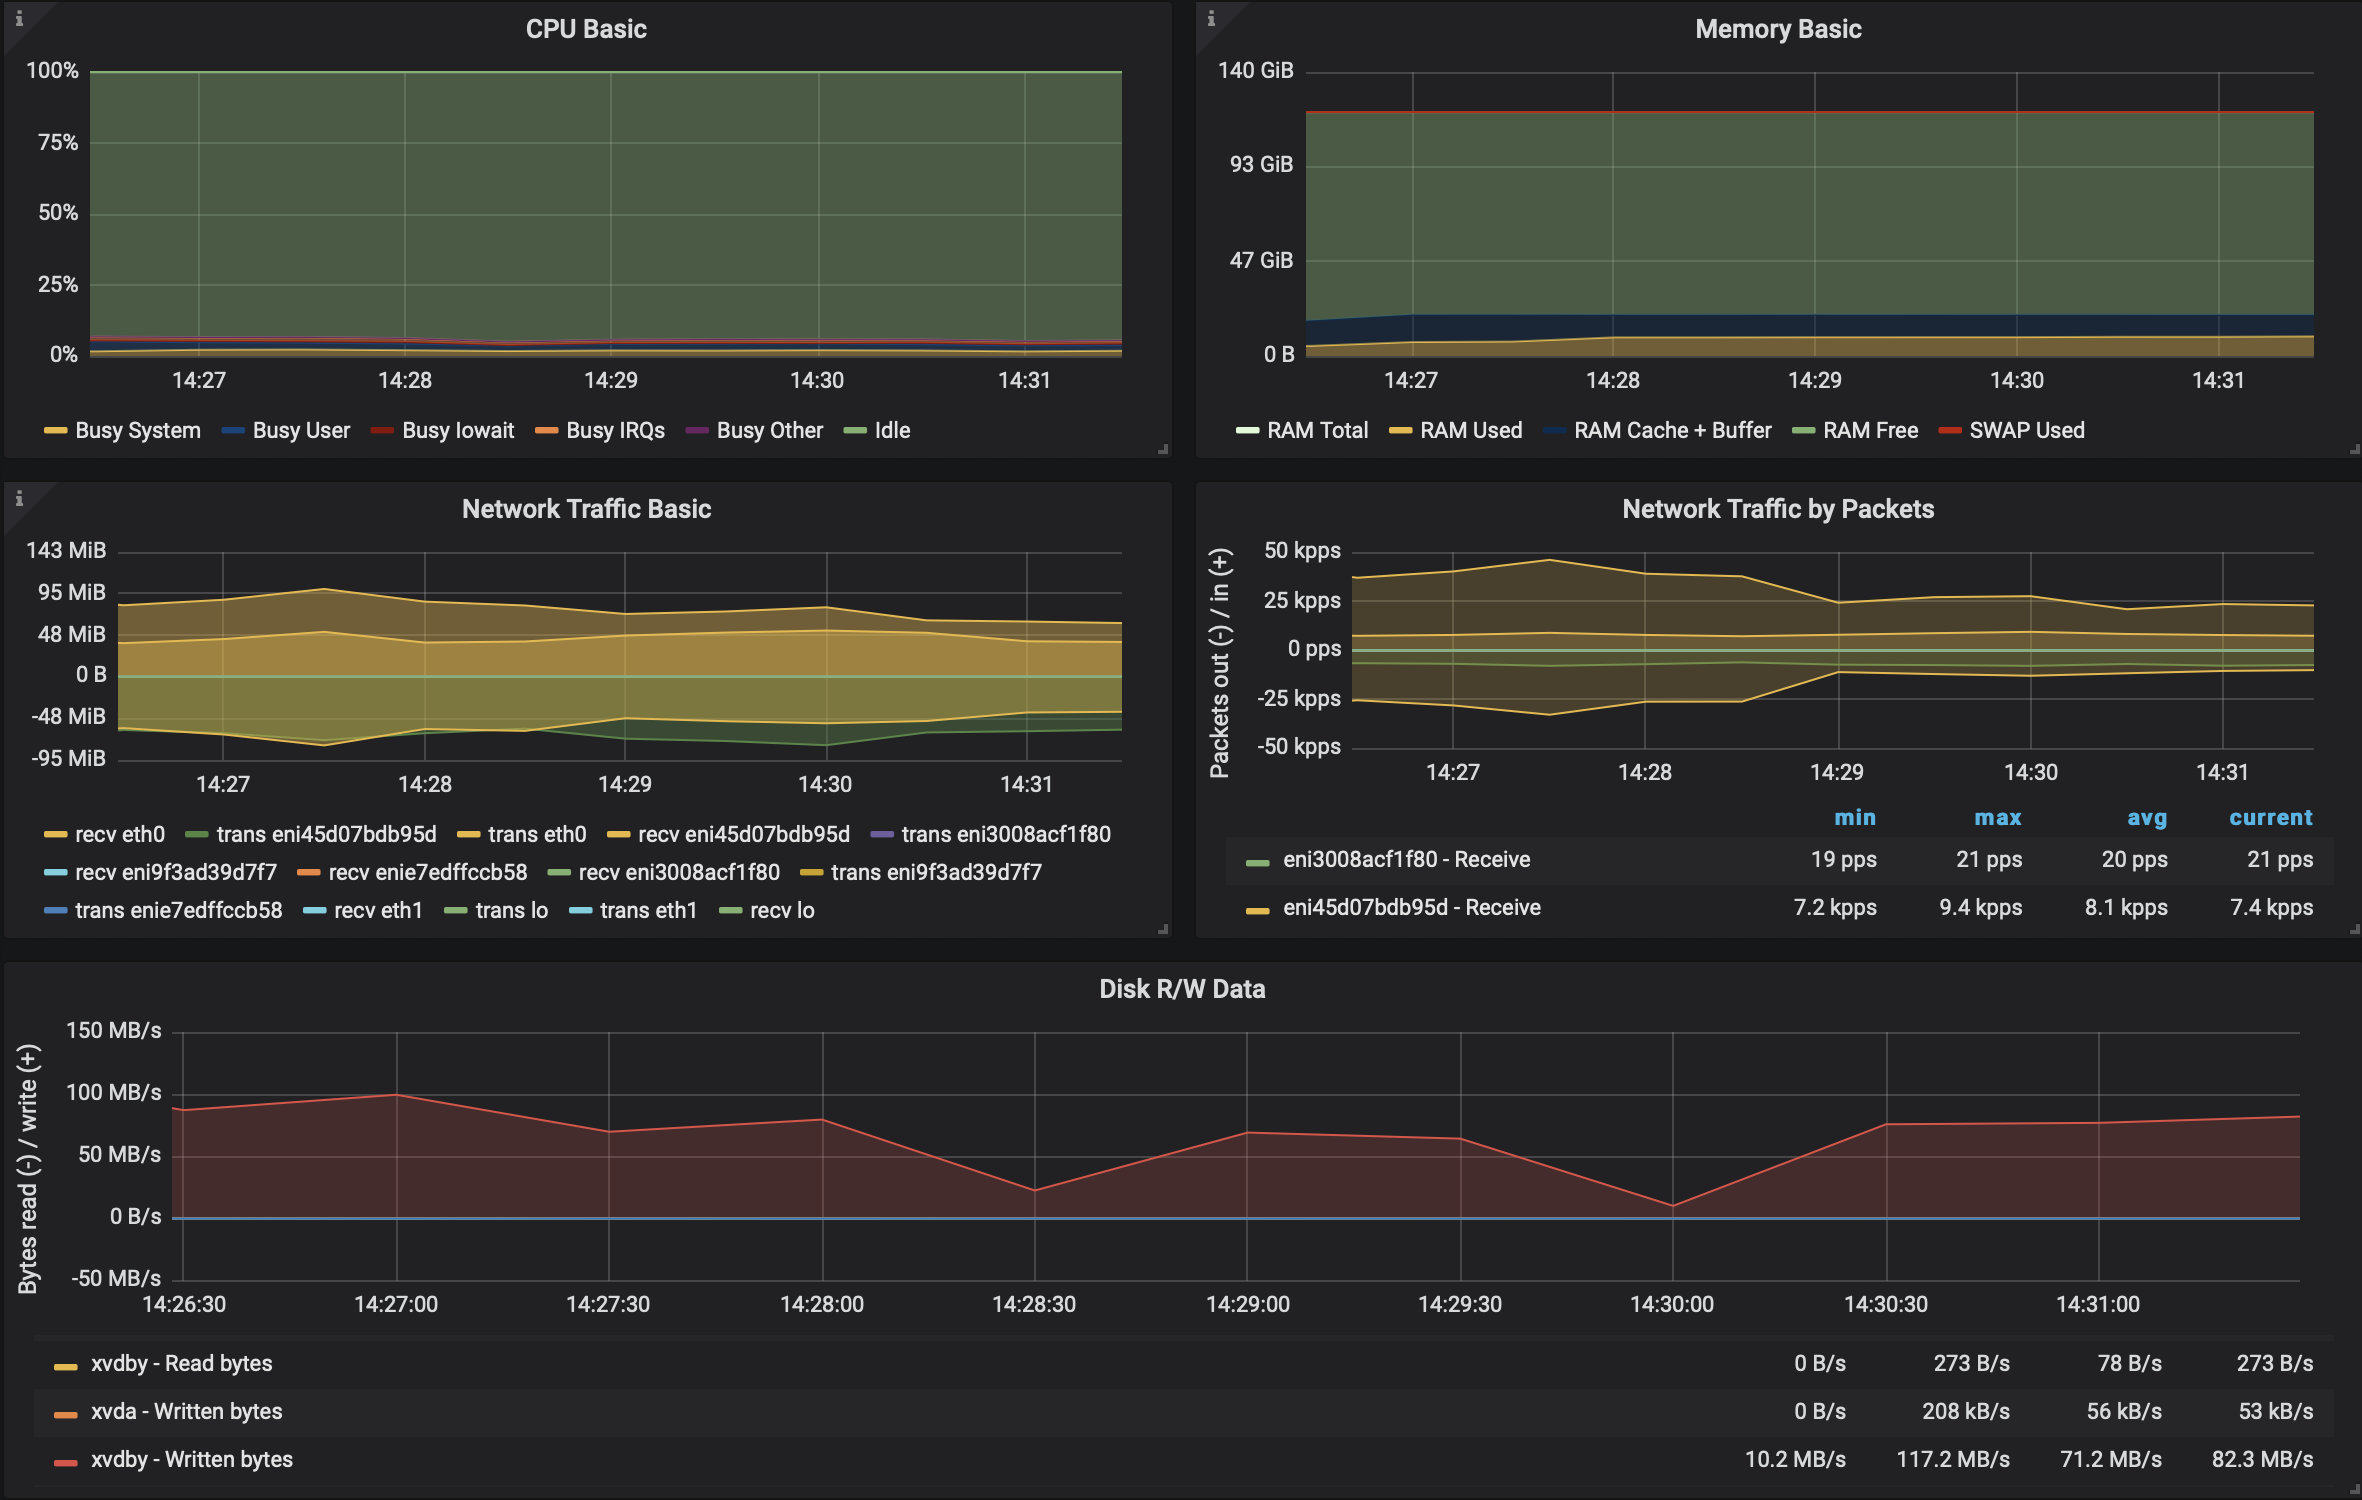 CPU Basic
100%
75%
50%
25%
0%
14:27 14:28 14:29 14:30 14:31
Busy System Busy User Busy Iowait Busy IRQs Busy Other Idle
Memory Basic
140 GiB
93 GiB
47 GiB
0 B
14:27 14:28 14:29 14:30 14:31
RAM Total RAM Used RAM Cache + Buffer RAM Free SWAP Used
Network Traffic Basic
143 MiB
95 MiB
48 MiB
0 B
-48 MiB
-95 MiB
14:27 14:28 14:29 14:30 14:31
recv eth0 trans eni45d07bdb95d trans eth0 recv eni45d07bdb95d trans eni3008acf1f80
recv eni9f3ad39d7f7 recv enie7edffccb58 recv eni3008acf1f80 trans eni9f3ad39d7f7
trans enie7edffccb58 recv eth1 trans lo trans eth1 recv lo
Network Traffic by Packets
Packets out (-) / in (+)
50 kpps
25 kpps
0 pps
-25 kpps
-50 kpps
14:27 14:28 14:29 14:30 14:31
min max avg current
eni3008acf1f80 - Receive 19 pps 21 pps 20 pps 21 pps
eni45d07bdb95d - Receive 7.2 kpps 9.4 kpps 8.1 kpps 7.4 kpps
Disk R/W Data
Bytes read (-) / write (+)
150 MB/s
100 MB/s
50 MB/s
0 B/s
-50 MB/s
14:26:30 14:27:00 14:27:30 14:28:00 14:28:30 14:29:00 14:29:30 14:30:00 14:30:30 14:31:00
xvdby - Read bytes 0 B/s 273 B/s 78 B/s 273 B/s
xvda - Written bytes 0 B/s 208 kB/s 56 kB/s 53 kB/s
xvdby - Written bytes 10.2 MB/s 117.2 MB/s 71.2 MB/s 82.3 MB/s